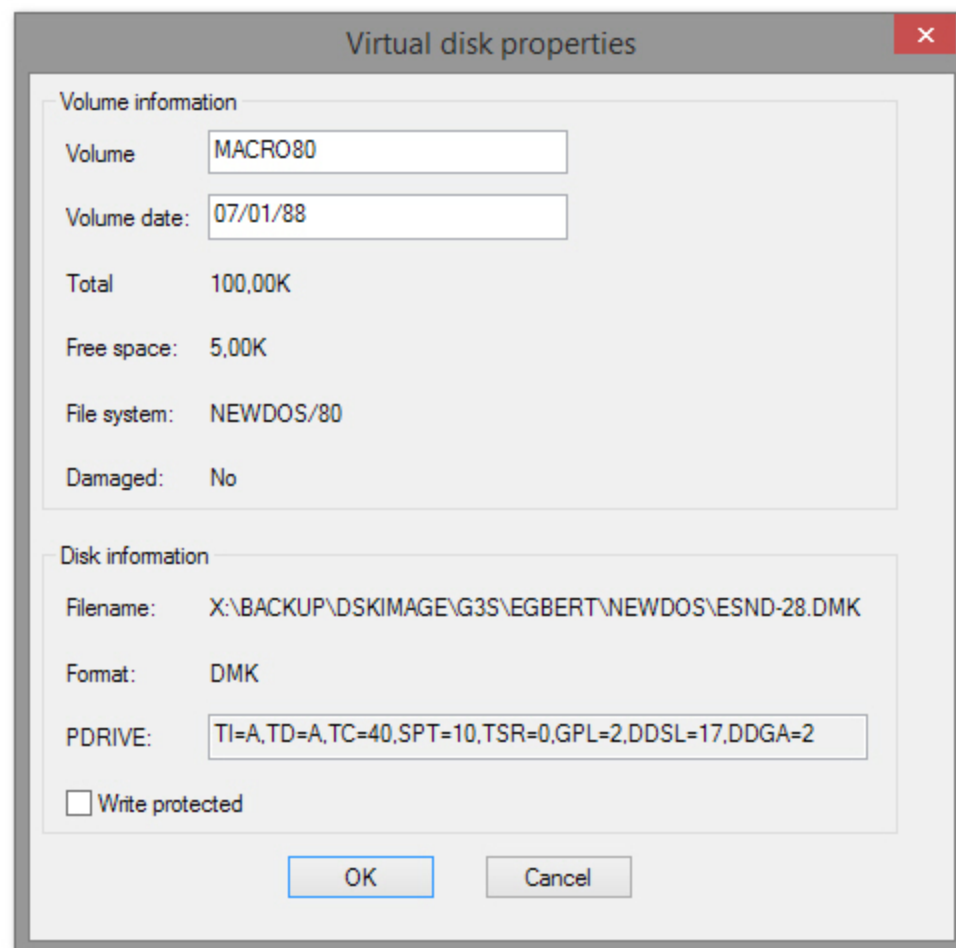 Virtual disk properties
Volume information
Volume MACRO80
Volume date: 07/01/88
Total 100,00K
Free space: 5,00K
File system: NEWDOS/80
Damaged: No
Disk information
Filename: X:\BACKUP\DSKIMAGE\G3S\EGBERT\NEWDOS\ESND-28.DMK
Format: DMK
PDRIVE: TI=A,TD=A,TC=40,SPT=10,TSR=0,GPL=2,DDSL=17,DDGA=2
Write protected
OK Cancel